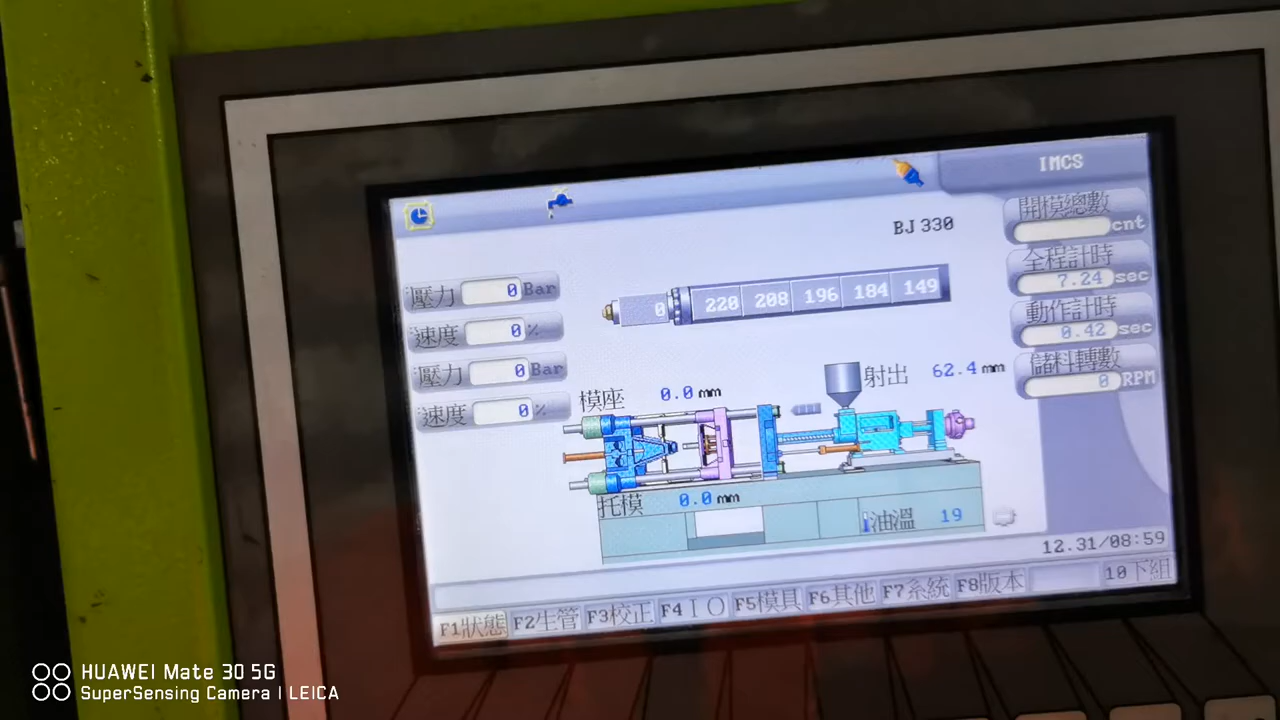 IMCS
BJ 330
開模總數
cnt
全程計時
7.24 sec
動作計時
0.42 sec
儲料轉數
0 RPM
壓力 0 Bar
速度 0 %
壓力 0 Bar
速度 0 %
0 220 208 196 184 149
射出 62.4 mm
模座 0.0 mm
托模 0.0 mm
油溫 19
12.31/08:59
F1狀態 F2生管 F3校正 F4 I O F5模具 F6其他 F7系統 F8版本 10下組
HUAWEI Mate 30 5G
SuperSensing Camera | LEICA